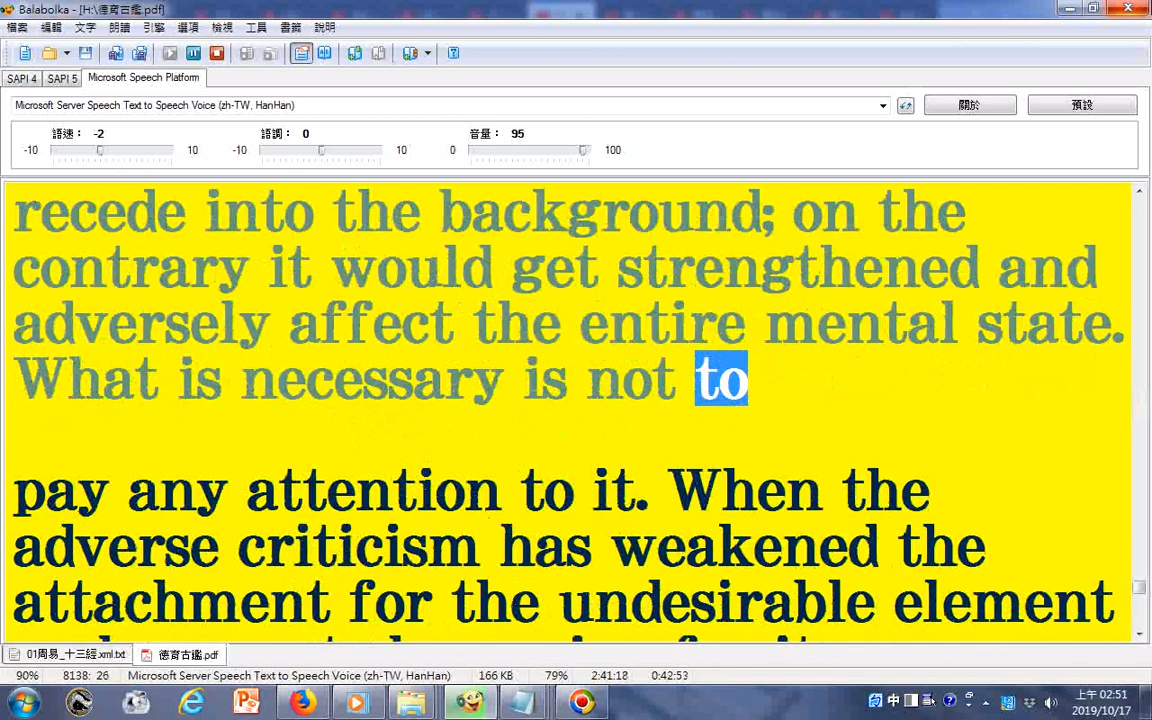 Balabolka - [H:\德育古鑑.pdf]
檔案 編輯 文字 朗讀 引擎 選項 檢視 工具 書籤 說明
SAPI 4 SAPI 5 Microsoft Speech Platform
Microsoft Server Speech Text to Speech Voice (zh-TW, HanHan) 關於 預設
語速： -2 語調： 0 音量： 95
-10 10 -10 10 0 100
recede into the background; on the
contrary it would get strengthened and
adversely affect the entire mental state.
What is necessary is not to
pay any attention to it. When the
adverse criticism has weakened the
attachment for the undesirable element
01周易_十三經.xml.txt 德育古鑑.pdf
90% 8138: 26 Microsoft Server Speech Text to Speech Voice (zh-TW, HanHan) 166 KB 79% 2:41:18 0:42:53
中 上午 02:51
2019/10/17